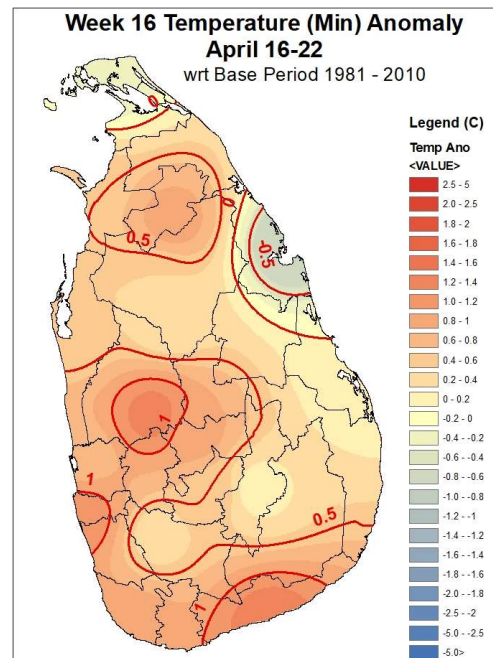 Week 16 Temperature (Min) Anomaly
April 16-22
wrt Base Period 1981 - 2010
Legend (C)
Temp Ano
<VALUE>
2.5 - 5
2.0 - 2.5
1.8 - 2
1.6 - 1.8
1.4 - 1.6
1.2 - 1.4
1.0 - 1.2
0.8 - 1
0.6 - 0.8
0.4 - 0.6
0.2 - 0.4
0 - 0.2
-0.2 - 0
-0.4 - -0.2
-0.6 - -0.4
-0.8 - -0.6
-1.0 - -0.8
-1.2 - -1
-1.4 - -1.2
-1.6 - -1.4
-1.8 - -1.6
-2.0 - -1.8
-2.5 - -2
-5.0 - -2.5
-5.0>
0
0
0.5
-0.5
1
1
0.5
1